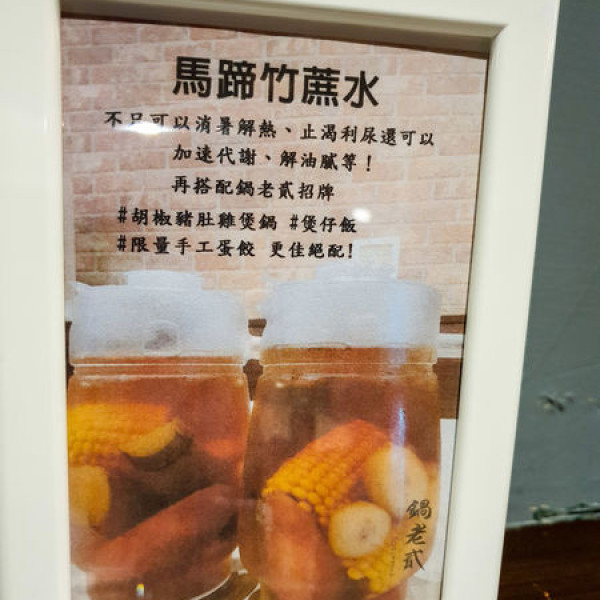 馬蹄竹蔗水
不只可以消暑解熱、止渴利尿還可以
加速代謝、解油膩等！
再搭配鍋老貳招牌
#胡椒豬肚雞煲鍋 #煲仔飯
#限量手工蛋餃 更佳絕配!
鍋老貳